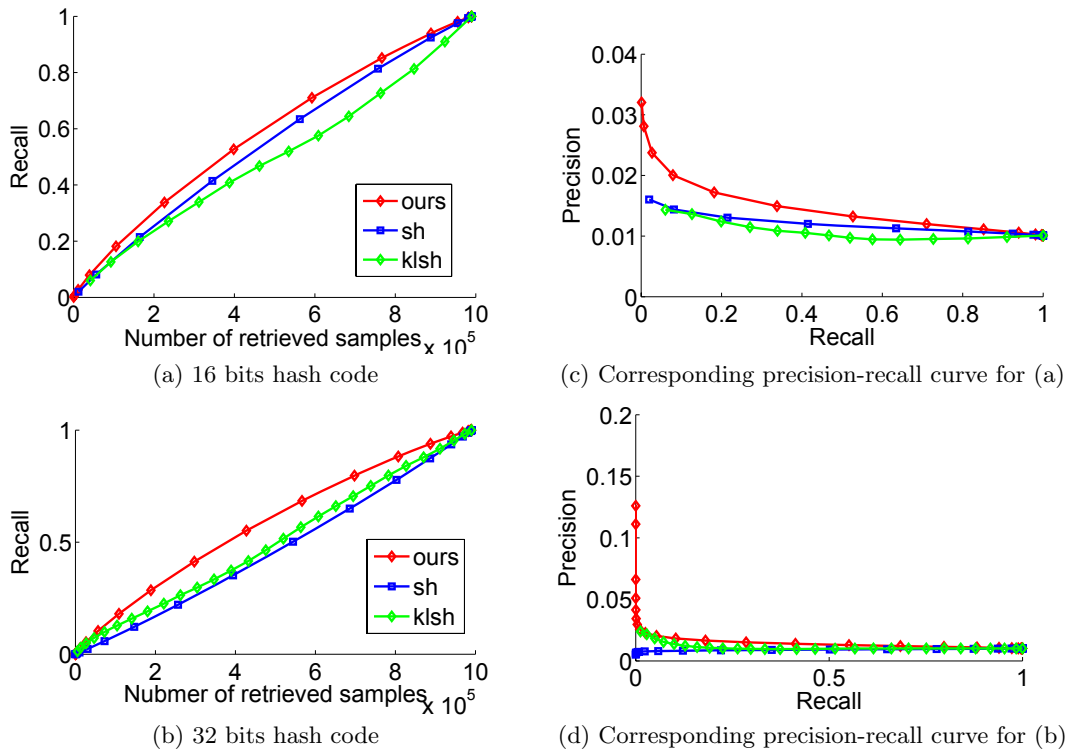 1
0.8
0.6
0.4
0.2
0
Recall
0 2 4 6 8 10
Number of retrieved samples x 10^5
ours
sh
klsh
(a) 16 bits hash code
0.04
0.03
0.02
0.01
0
Precision
0 0.2 0.4 0.6 0.8 1
Recall
(c) Corresponding precision-recall curve for (a)
1
0.5
0
Recall
0 2 4 6 8 10
Nubmer of retrieved samples x 10^5
ours
sh
klsh
(b) 32 bits hash code
0.2
0.15
0.1
0.05
0
Precision
0 0.5 1
Recall
(d) Corresponding precision-recall curve for (b)